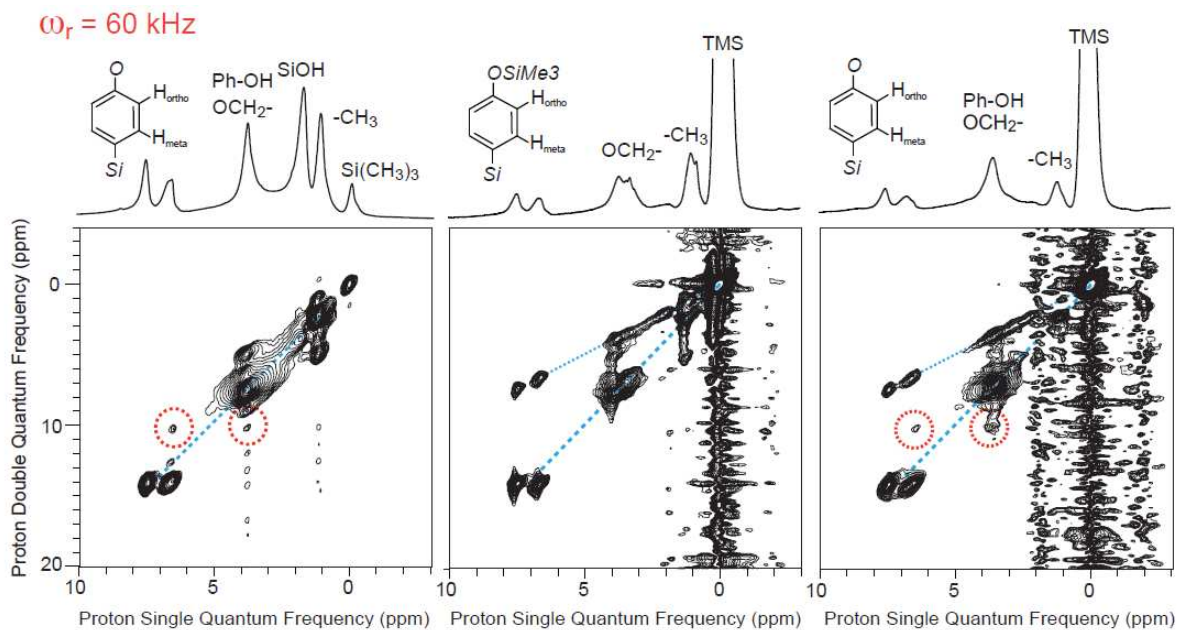 ωr = 60 kHz
O
Hortho
Hmeta
Si
Ph-OH
OCH2-
SiOH
-CH3
Si(CH3)3
OSiMe3
Hortho
Hmeta
Si
OCH2-
-CH3
TMS
O
Hortho
Hmeta
Si
Ph-OH
OCH2-
-CH3
TMS
Proton Double Quantum Frequency (ppm)
0
10
20
10 5 0
10 5 0
10 5 0
Proton Single Quantum Frequency (ppm)
Proton Single Quantum Frequency (ppm)
Proton Single Quantum Frequency (ppm)